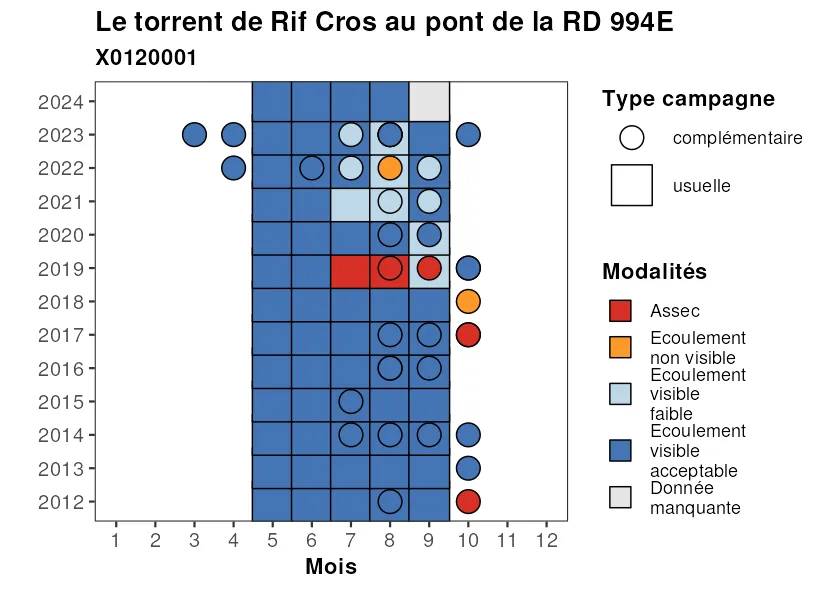 Le torrent de Rif Cros au pont de la RD 994E
X0120001
2024
2023
2022
2021
2020
2019
2018
2017
2016
2015
2014
2013
2012
1 2 3 4 5 6 7 8 9 10 11 12
Mois
Type campagne
complémentaire
usuelle
Modalités
Assec
Ecoulement
non visible
Ecoulement
visible
faible
Ecoulement
visible
acceptable
Donnée
manquante